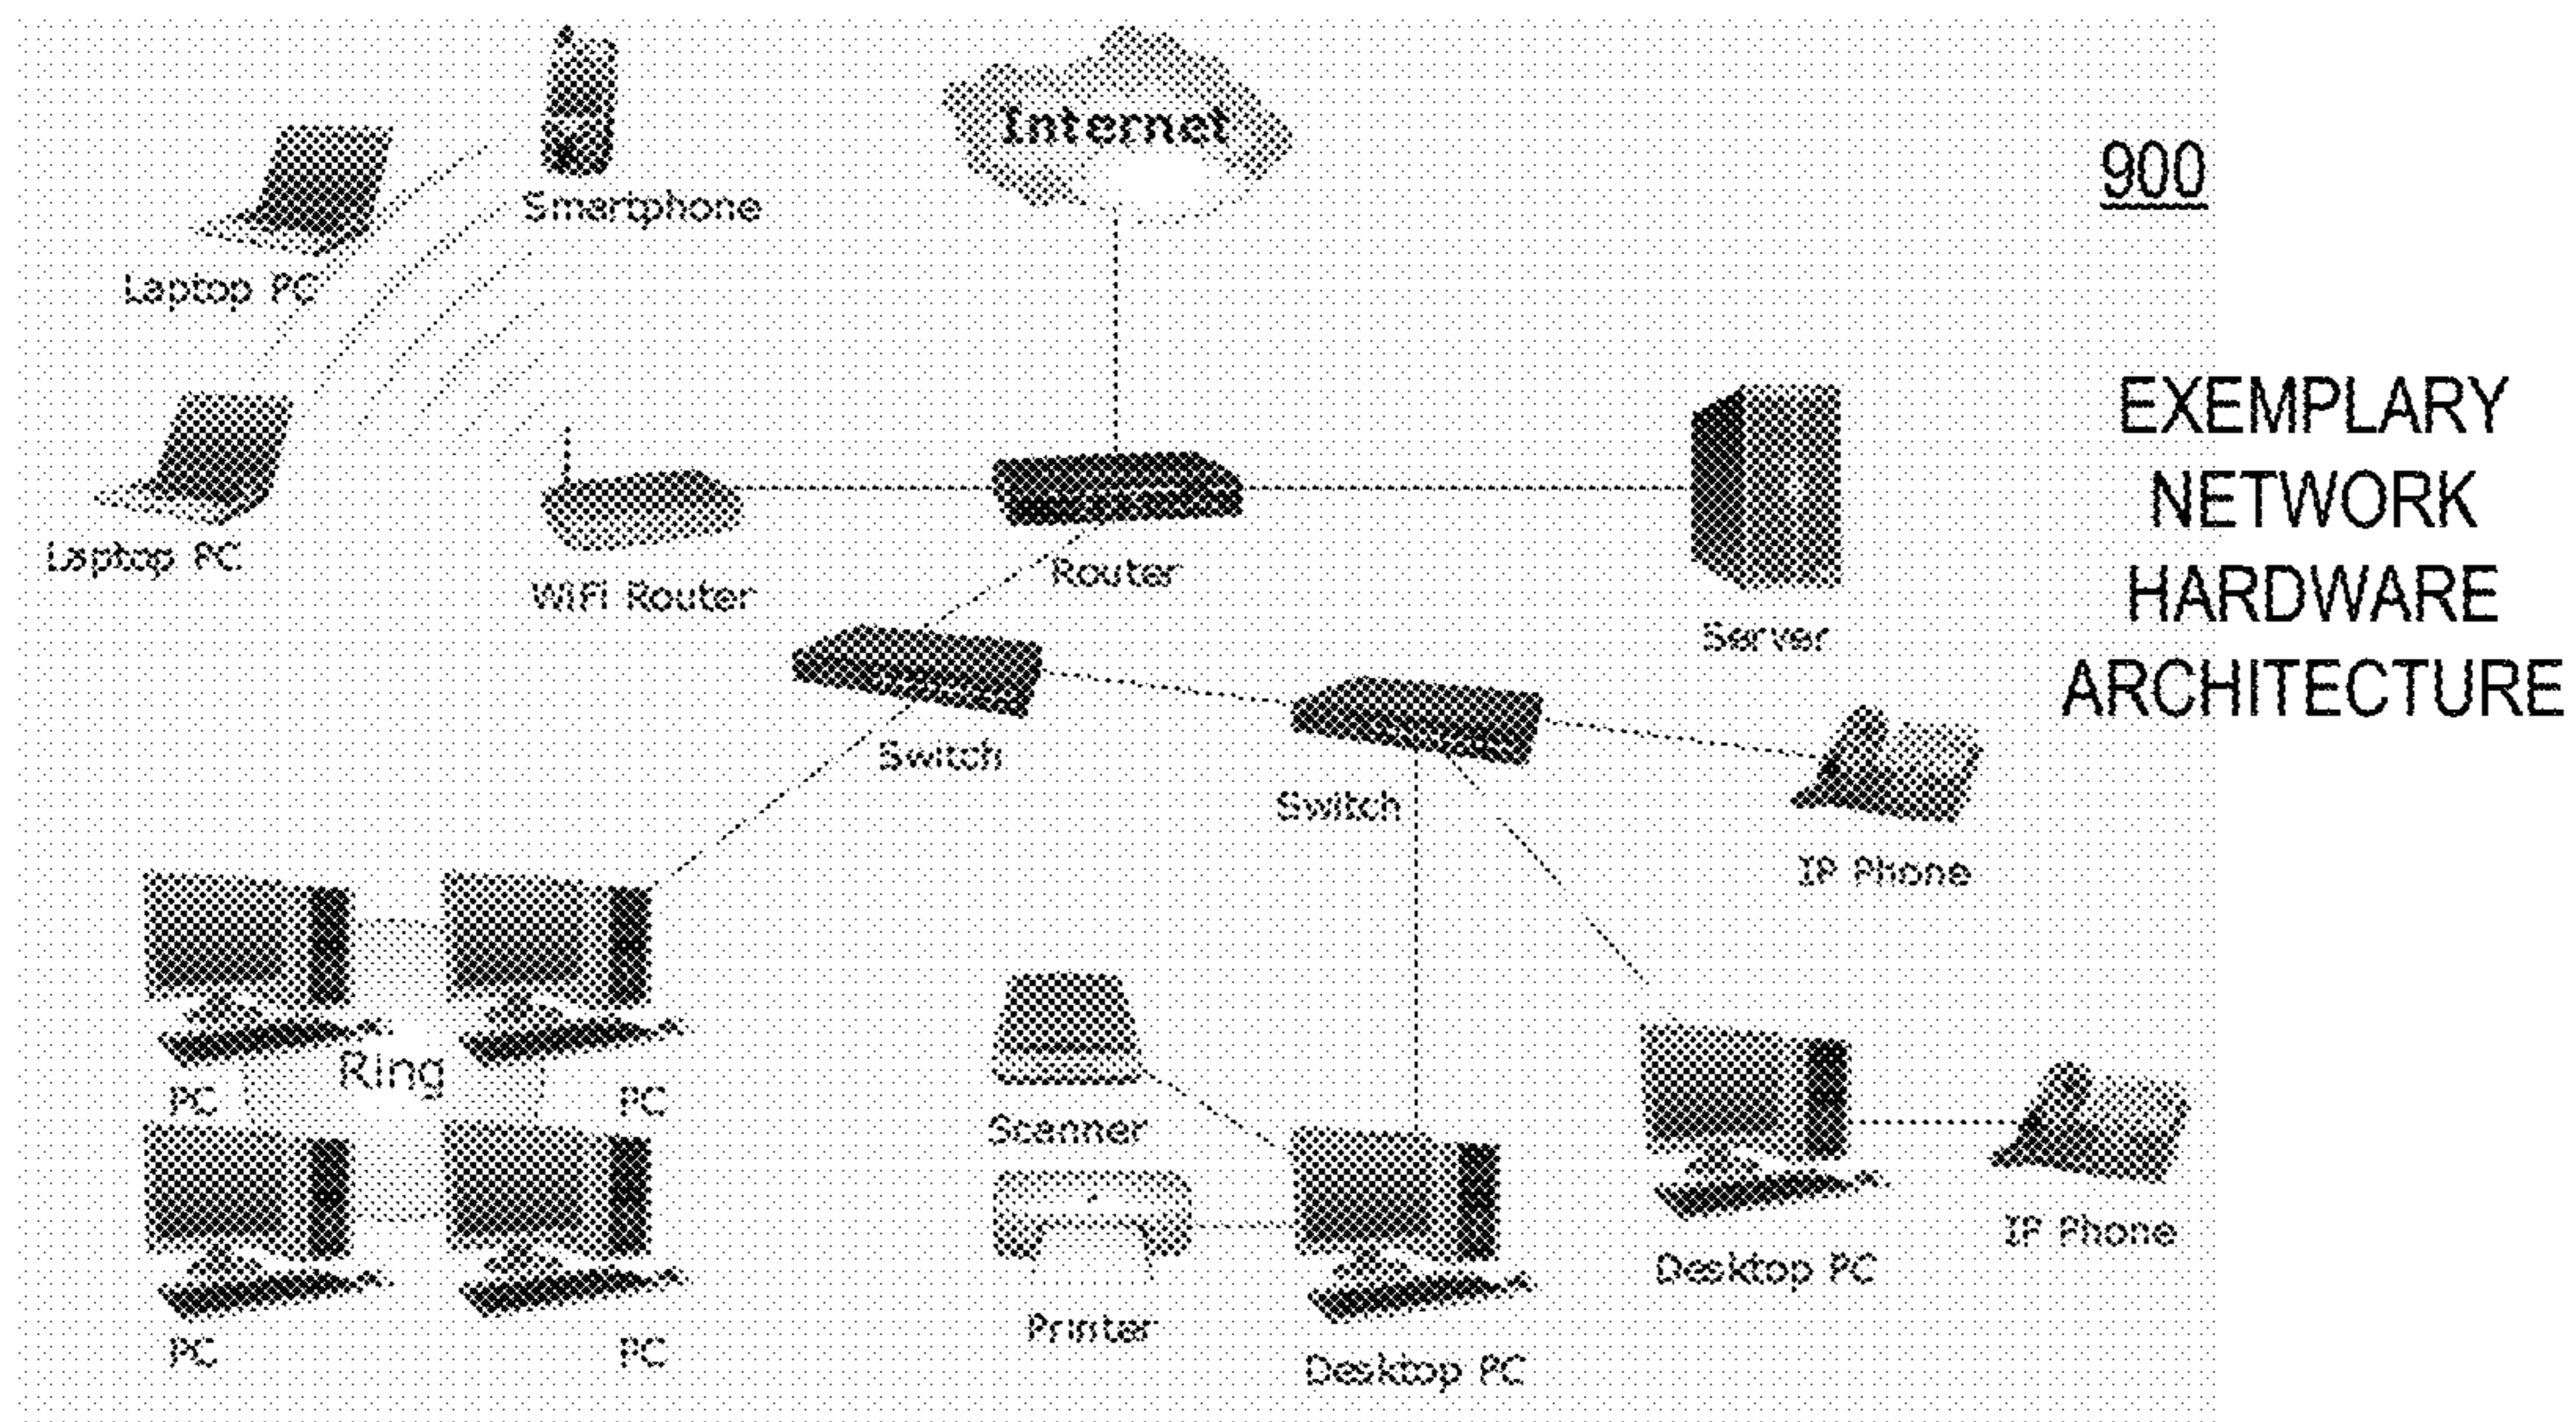 Internet
900
Smartphone
Laptop PC
EXEMPLARY
NETWORK
HARDWARE
ARCHITECTURE
Laptop PC
WiFi Router
Router
Server
Switch
Switch
IP Phone
Ring
PC
PC
Scanner
IP Phone
Desktop PC
Printer
PC
PC
Desktop PC